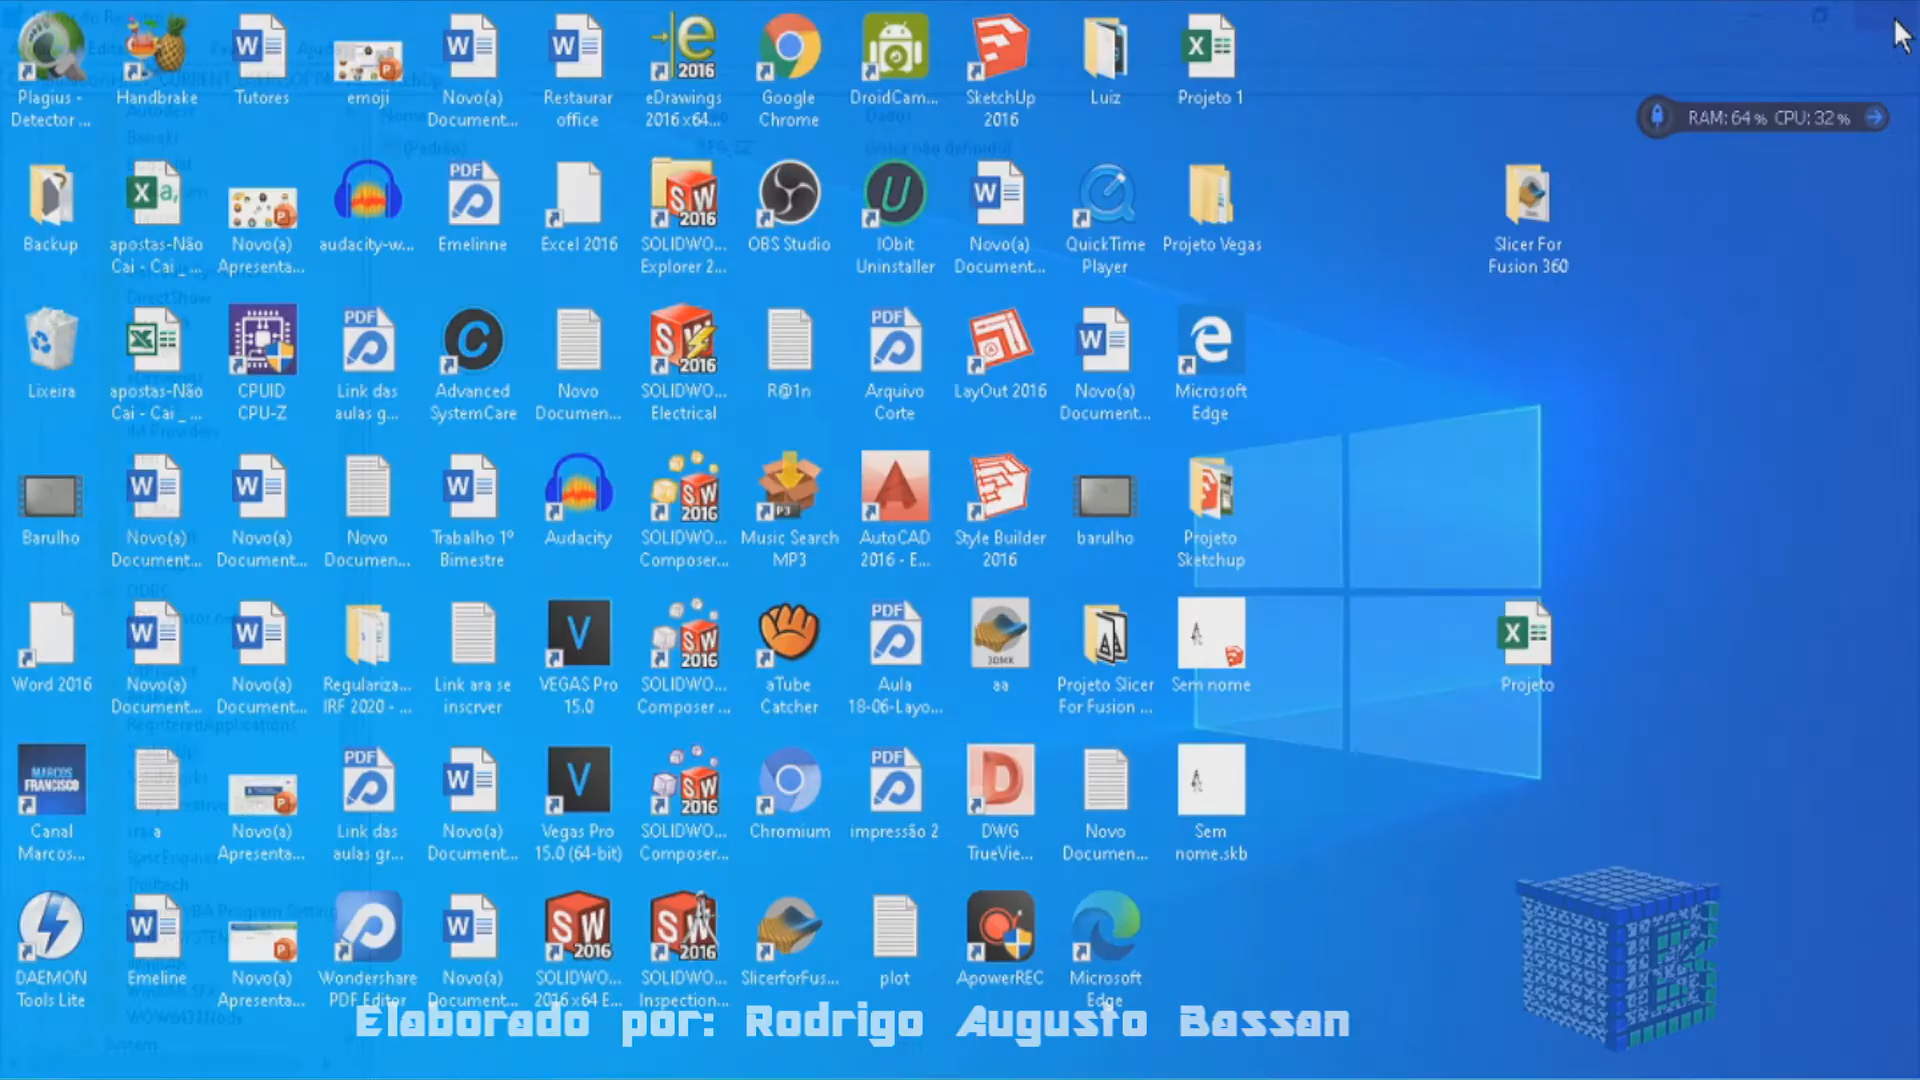 Plagius -
Detector ...
Handbrake
Tutores
emoji
Novo(a)
Document...
Restaurar
office
eDrawings
2016 x64...
Google
Chrome
DroidCam...
SketchUp
2016
Luiz
Projeto 1
RAM: 64% CPU: 32%
Backup
apostas-Não
Cai - Cai_...
Novo(a)
Apresenta...
audacity-w...
Emelinne
Excel 2016
SOLIDWO...
Explorer 2...
OBS Studio
IObit
Uninstaller
Novo(a)
Document...
QuickTime
Player
Projeto Vegas
Slicer For
Fusion 360
Lixeira
apostas-Não
Cai - Cai_...
CPUID
CPU-Z
Link das
aulas g...
Advanced
SystemCare
Novo
Documen...
SOLIDWO...
Electrical
R@1n
Arquivo
Corte
LayOut 2016
Novo(a)
Document...
Microsoft
Edge
Barulho
Novo(a)
Document...
Novo(a)
Document...
Novo
Documen...
Trabalho 1º
Bimestre
Audacity
SOLIDWO...
Composer...
Music Search
MP3
AutoCAD
2016 - E...
Style Builder
2016
barulho
Projeto
Sketchup
Word 2016
Novo(a)
Document...
Novo(a)
Document...
Regulariza...
IRF 2020 - ...
Link ara se
inscrver
VEGAS Pro
15.0
SOLIDWO...
Composer ...
aTube
Catcher
Aula
18-06-Layo...
aa
Projeto Slicer
For Fusion ...
Sem nome
Projeto
MARCOS
FRANCISCO
Canal
Marcos...
a
Novo(a)
Apresenta...
Link das
aulas gr...
Novo(a)
Document...
Vegas Pro
15.0 (64-bit)
SOLIDWO...
Composer...
Chromium
impressão 2
DWG
TrueVie...
Novo
Documen...
Sem
nome.skb
DAEMON
Tools Lite
Emeline
Novo(a)
Apresenta...
Wondershare
PDF Editor
Novo(a)
Document...
SOLIDWO...
2016 x64 E...
SOLIDWO...
Inspection...
SlicerforFus...
plot
ApowerREC
Microsoft
Edge
Elaborado por: Rodrigo Augusto Bassan